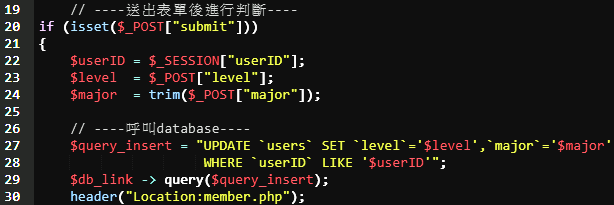 19 // ----送出表單後進行判斷----
20 if (isset($_POST["submit"]))
21 {
22 $userID = $_SESSION["userID"];
23 $level = $_POST["level"];
24 $major = trim($_POST["major"]);
25
26 // ----呼叫database----
27 $query_insert = "UPDATE `users` SET `level`='$level',`major`='$major'
28 WHERE `userID` LIKE '$userID'";
29 $db_link -> query($query_insert);
30 header("Location:member.php");